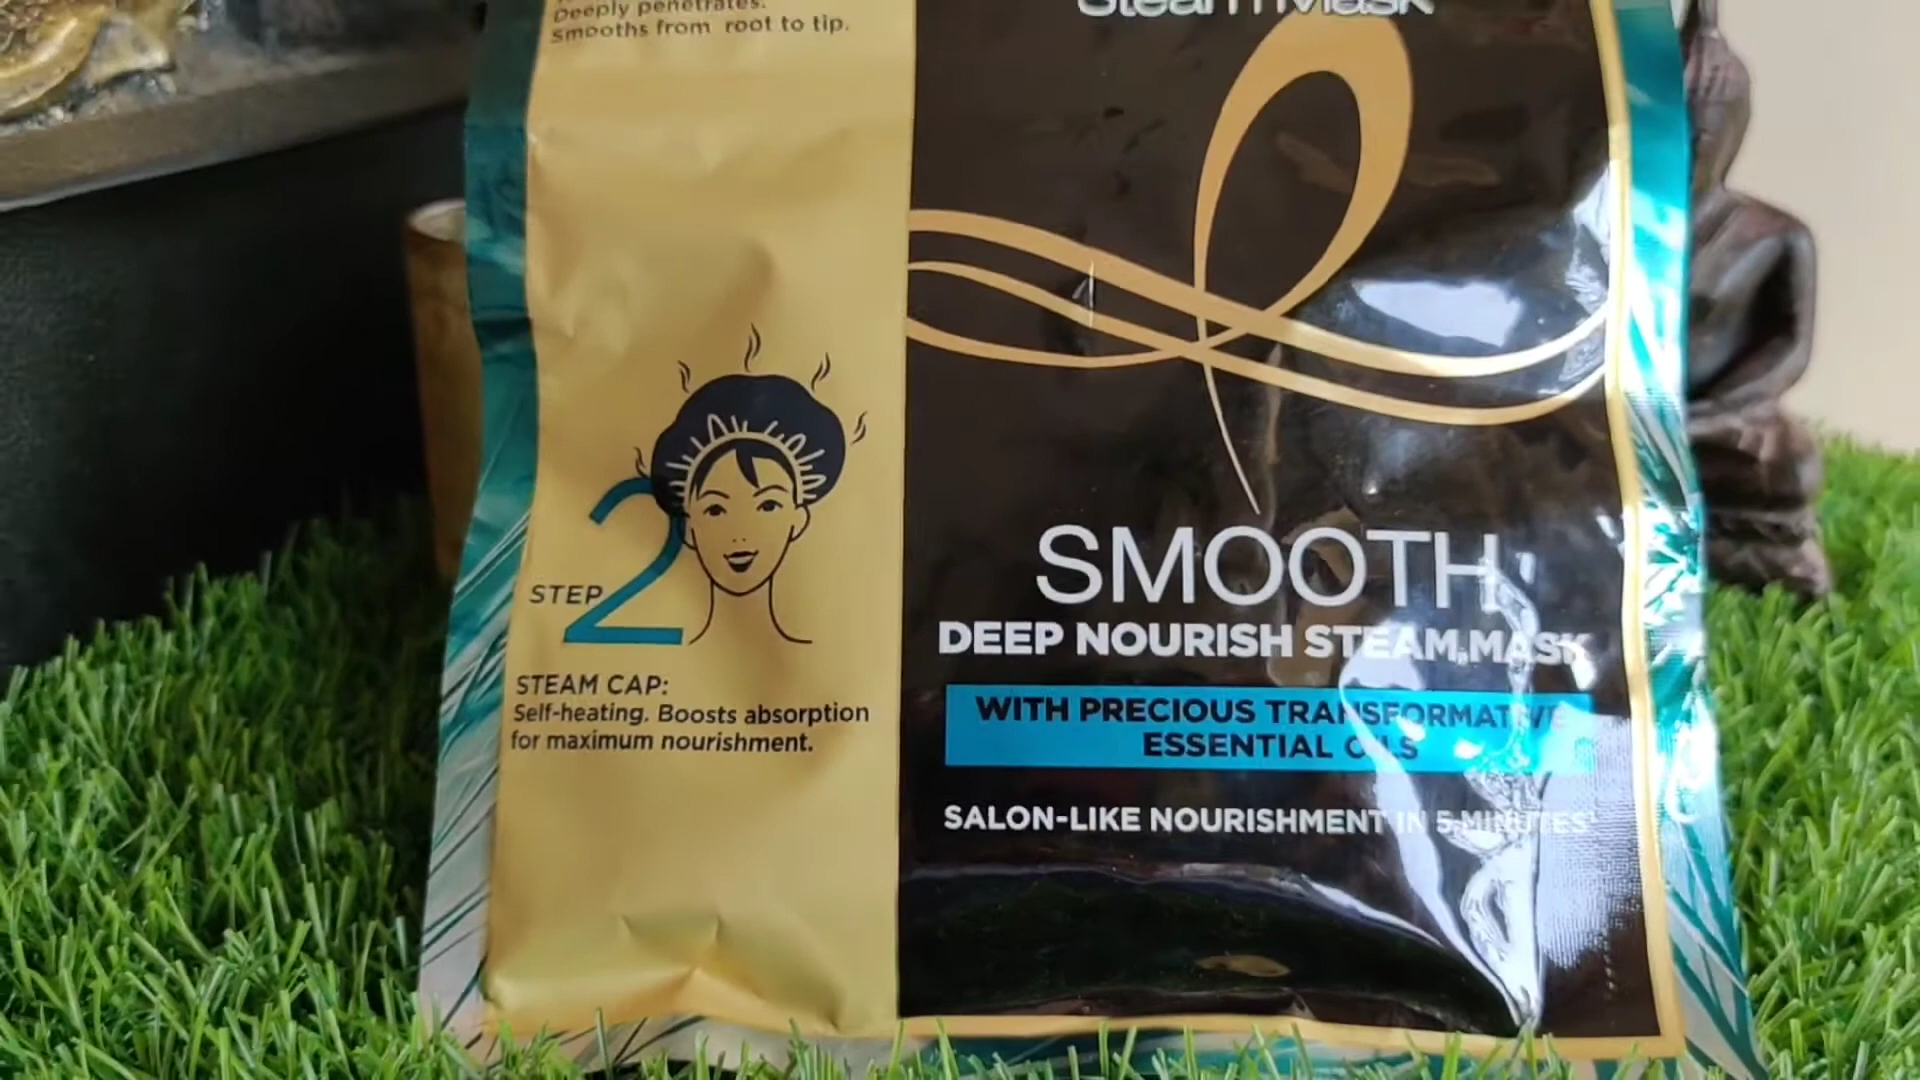 Deeply penetrates.
Smooths from root to tip.
SteamMask
STEP 2
STEAM CAP:
Self-heating. Boosts absorption
for maximum nourishment.
SMOOTH
DEEP NOURISH STEAM MASK
WITH PRECIOUS TRANSFORMATIVE
ESSENTIAL OILS
SALON-LIKE NOURISHMENT IN 5 MINUTES